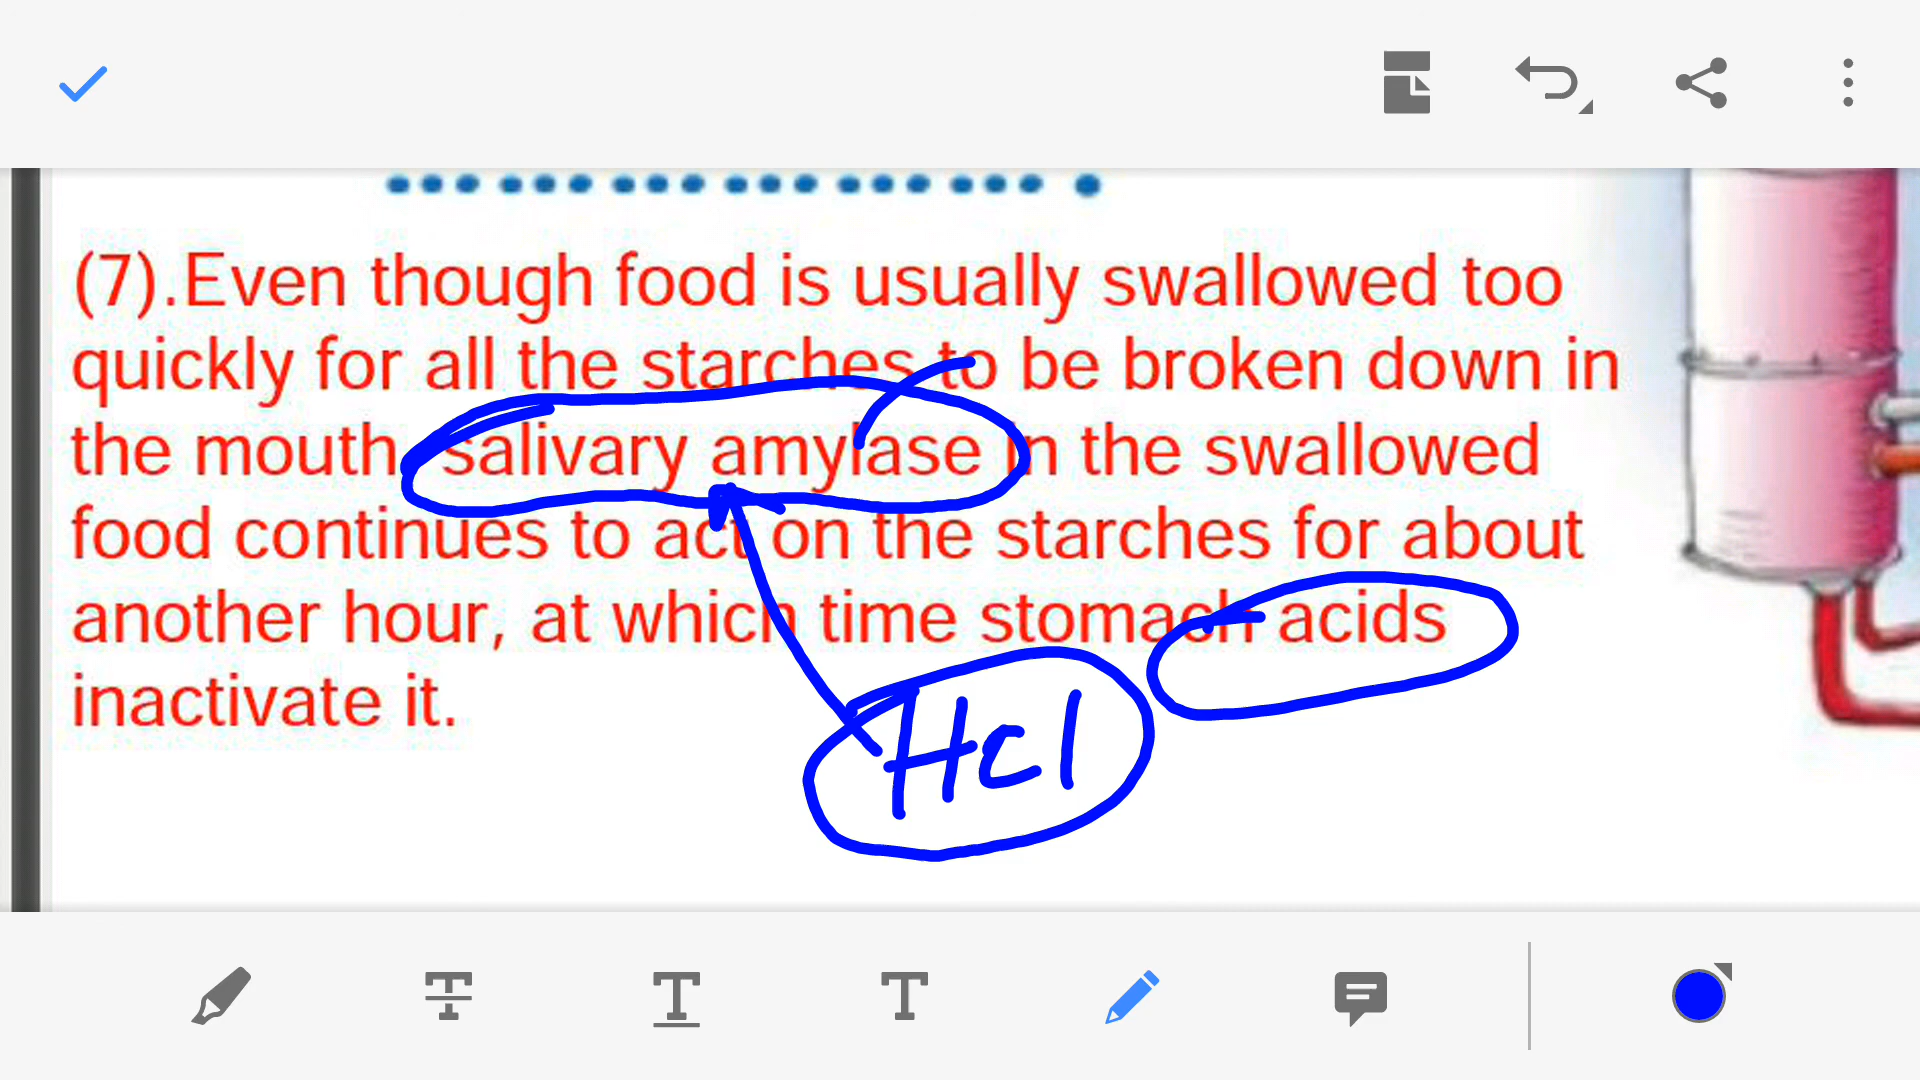 (7).Even though food is usually swallowed too
quickly for all the starches to be broken down in
the mouth, salivary amylase in the swallowed
food continues to act on the starches for about
another hour, at which time stomach acids
inactivate it.
HCl